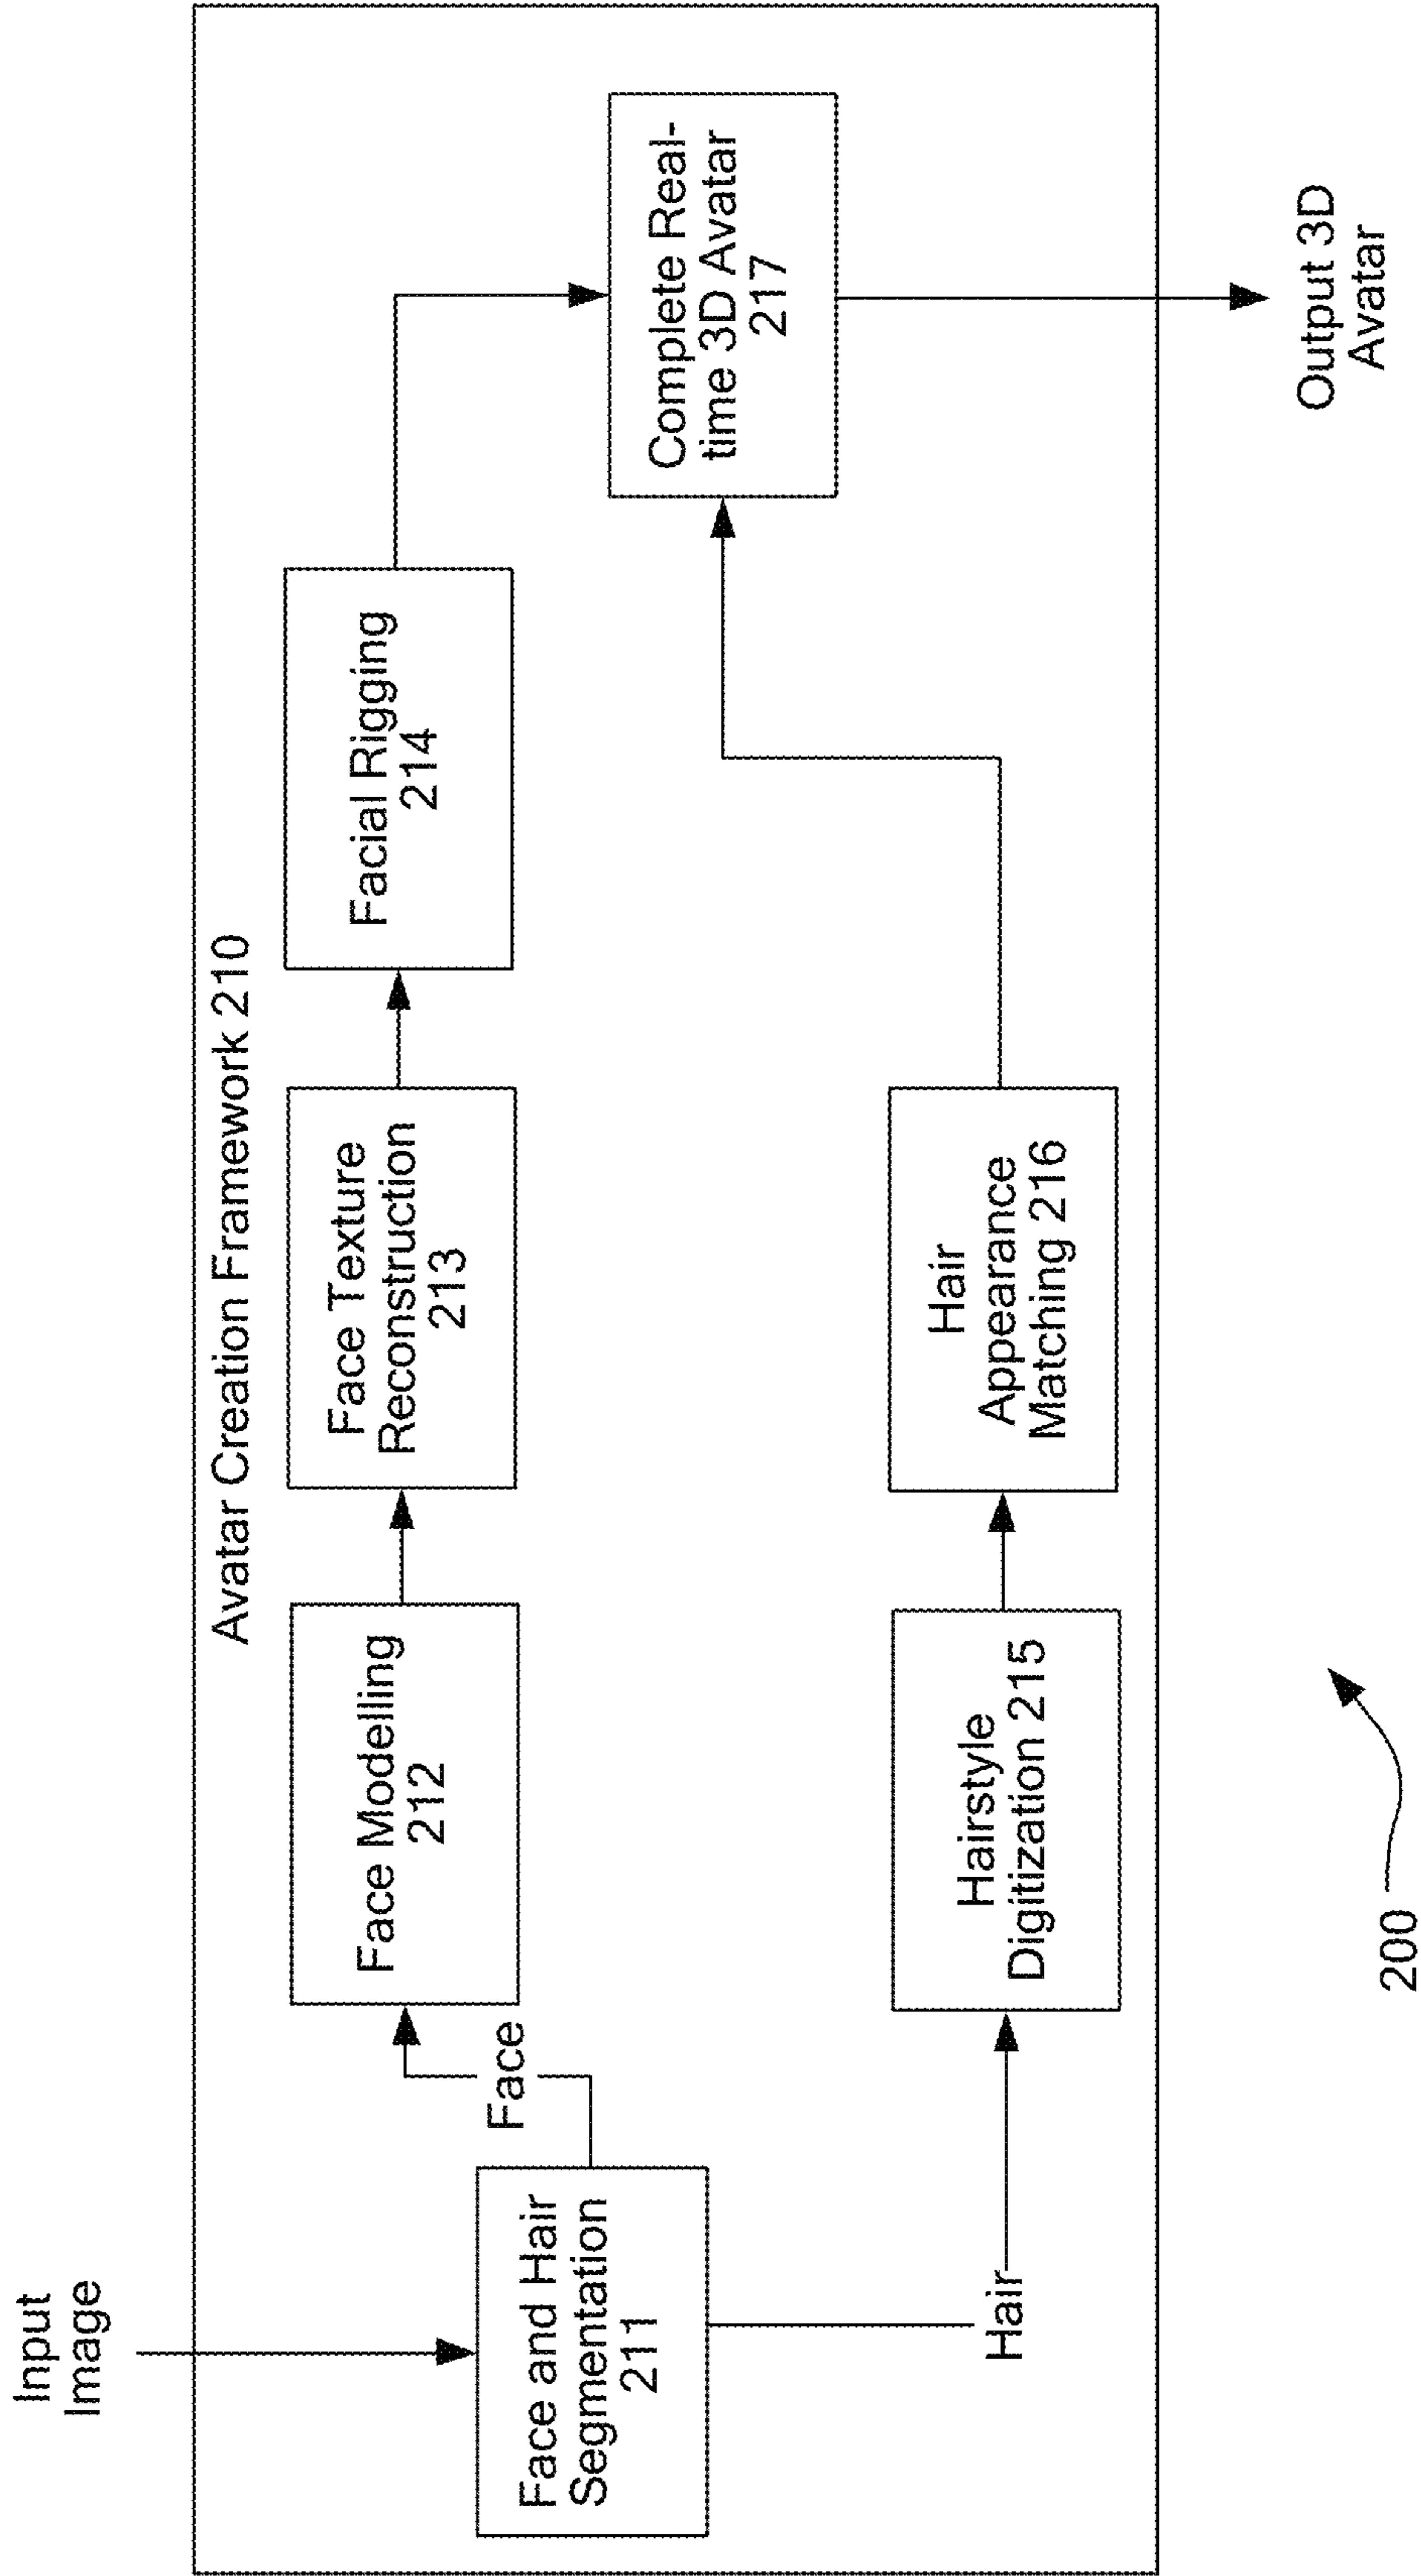 Input
Image
Avatar Creation Framework 210
Face and Hair
Segmentation
211
Face
Face Modelling
212
Face Texture
Reconstruction
213
Facial Rigging
214
Hair
Hairstyle
Digitization 215
Hair
Appearance
Matching 216
Complete Real-
time 3D Avatar
217
Output 3D
Avatar
200